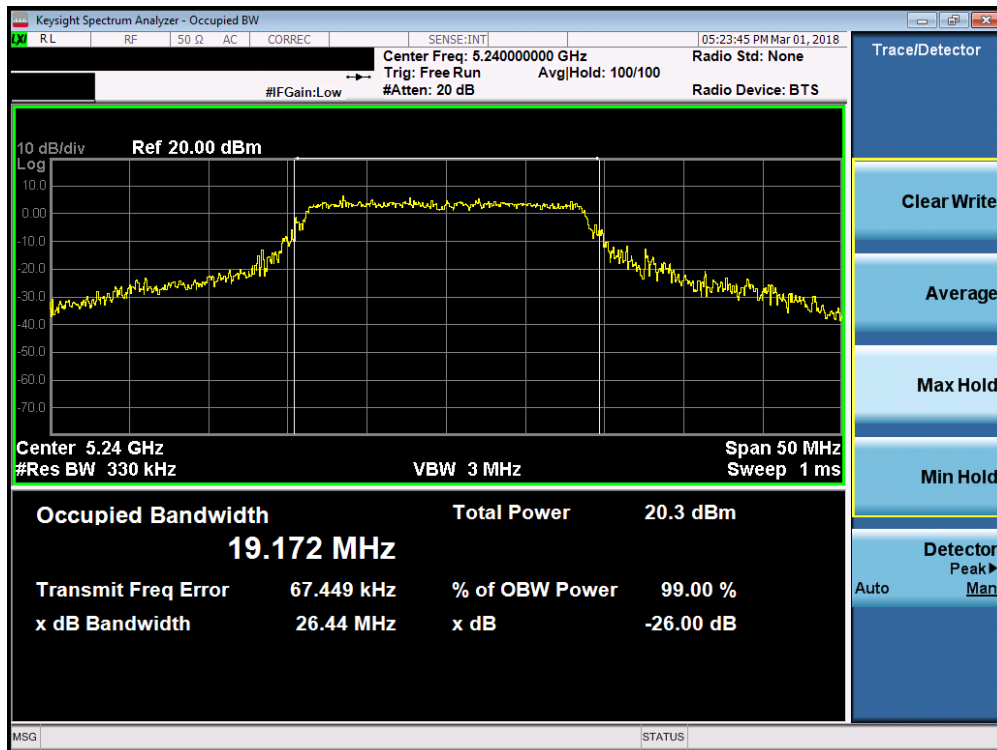 Keysight Spectrum Analyzer - Occupied BW
LXI RL RF 50 Ω AC CORREC SENSE:INT 05:23:45 PM Mar 01, 2018
Center Freq: 5.240000000 GHz Radio Std: None
Trig: Free Run Avg|Hold: 100/100
#IFGain:Low #Atten: 20 dB Radio Device: BTS
Trace/Detector
10 dB/div Ref 20.00 dBm
Log
10.0
0.00
-10.0
-20.0
-30.0
-40.0
-50.0
-60.0
-70.0
Center 5.24 GHz Span 50 MHz
#Res BW 330 kHz VBW 3 MHz Sweep 1 ms
Occupied Bandwidth Total Power 20.3 dBm
19.172 MHz
Transmit Freq Error 67.449 kHz % of OBW Power 99.00 %
x dB Bandwidth 26.44 MHz x dB -26.00 dB
Clear Write
Average
Max Hold
Min Hold
Detector
Peak▶
Auto Man
MSG STATUS